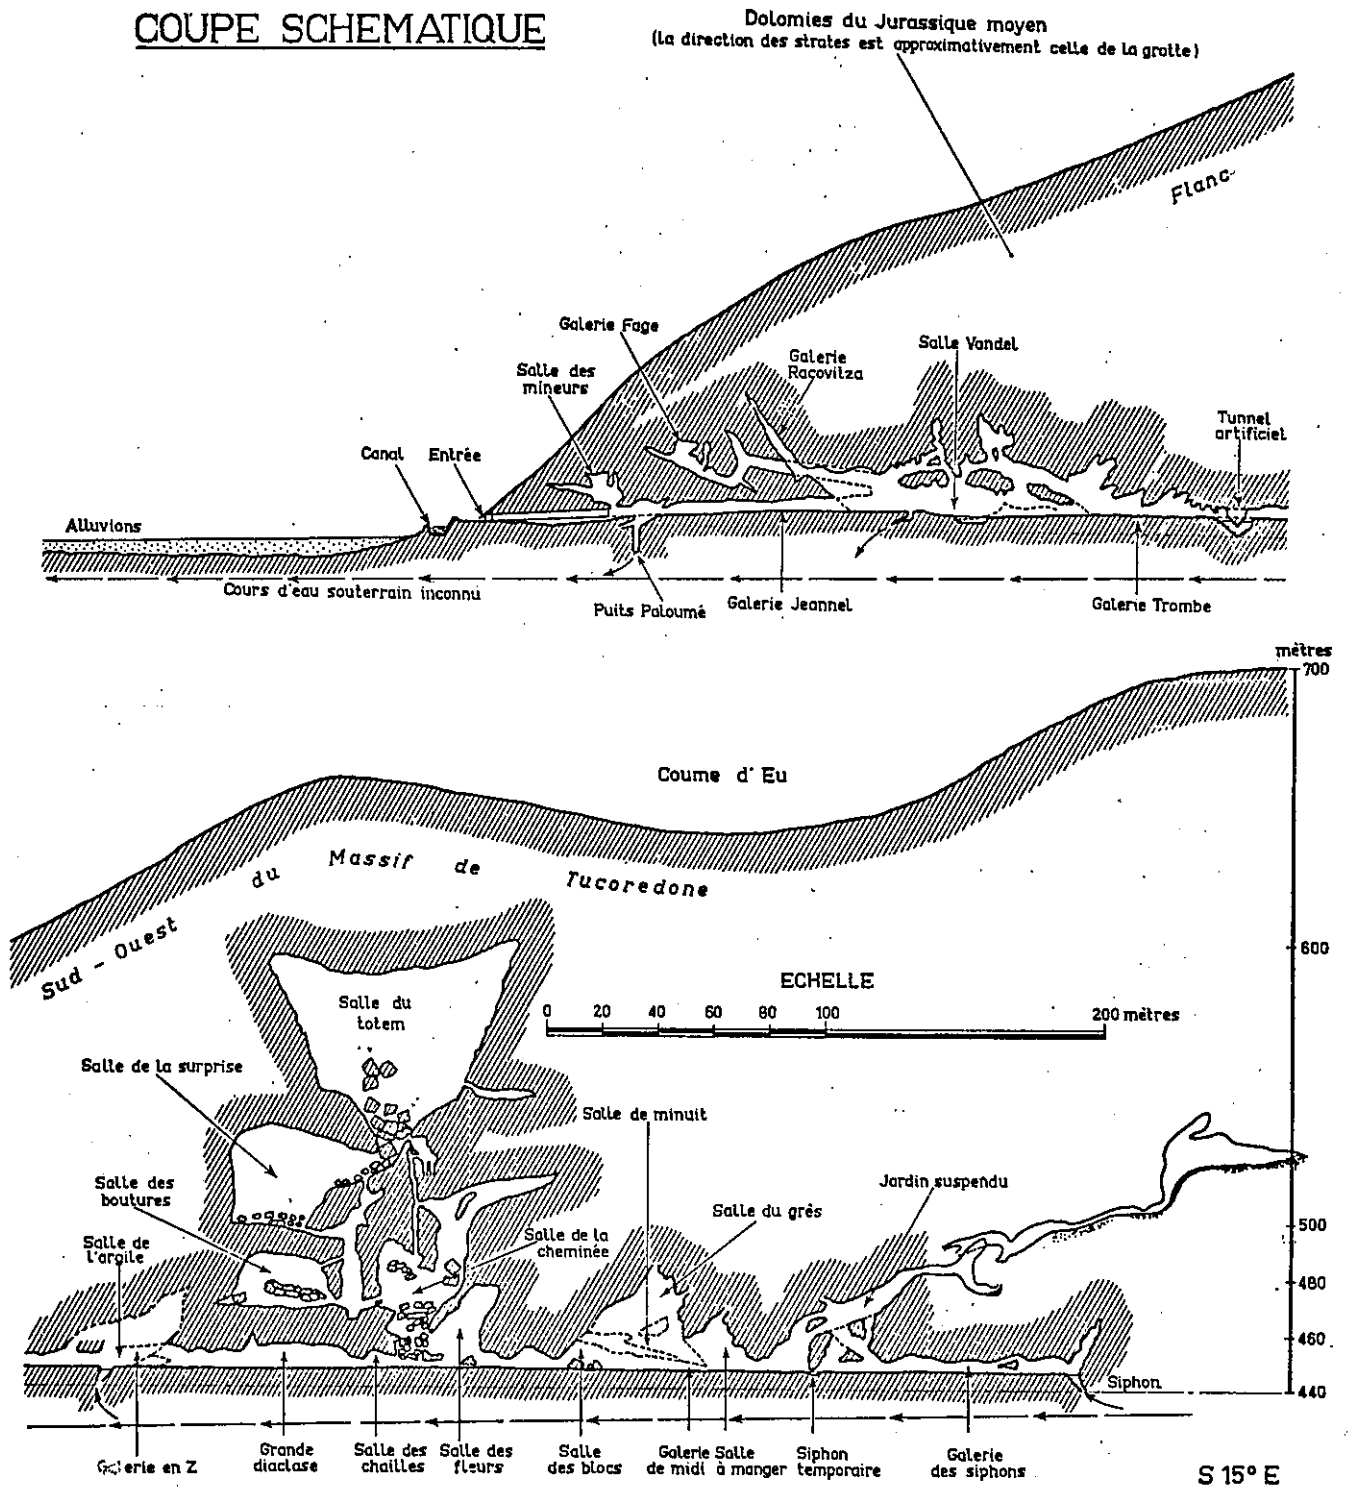 COUPE SCHEMATIQUE
Dolomies du Jurassique moyen
(la direction des strates est approximativement celle de la grotte)
Flanc
Galerie Fage
Salle des
mineurs
Galerie
Raçovitza
Salle Vandel
Tunnel
artificiel
Canal
Entrée
Alluvions
Cours d'eau souterrain inconnu
Puits Paloumé
Galerie Jeannel
Galerie Trombe
mètres
700
Coume d' Eu
Sud - Ouest du Massif de Tucoredone
600
ECHELLE
0 20 40 60 80 100 200 mètres
Salle du
totem
Salle de la surprise
Salle de minuit
Salle des
boutures
Jardin suspendu
Salle du grès
500
Salle de
l'argile
Salle de la
cheminée
480
460
Siphon
440
Galerie en Z
Grande
diaclase
Salle des
chailles
Salle des
fleurs
Salle
des blocs
Galerie
de midi
Salle
à manger
Siphon
temporaire
Galerie
des siphons
S 15° E